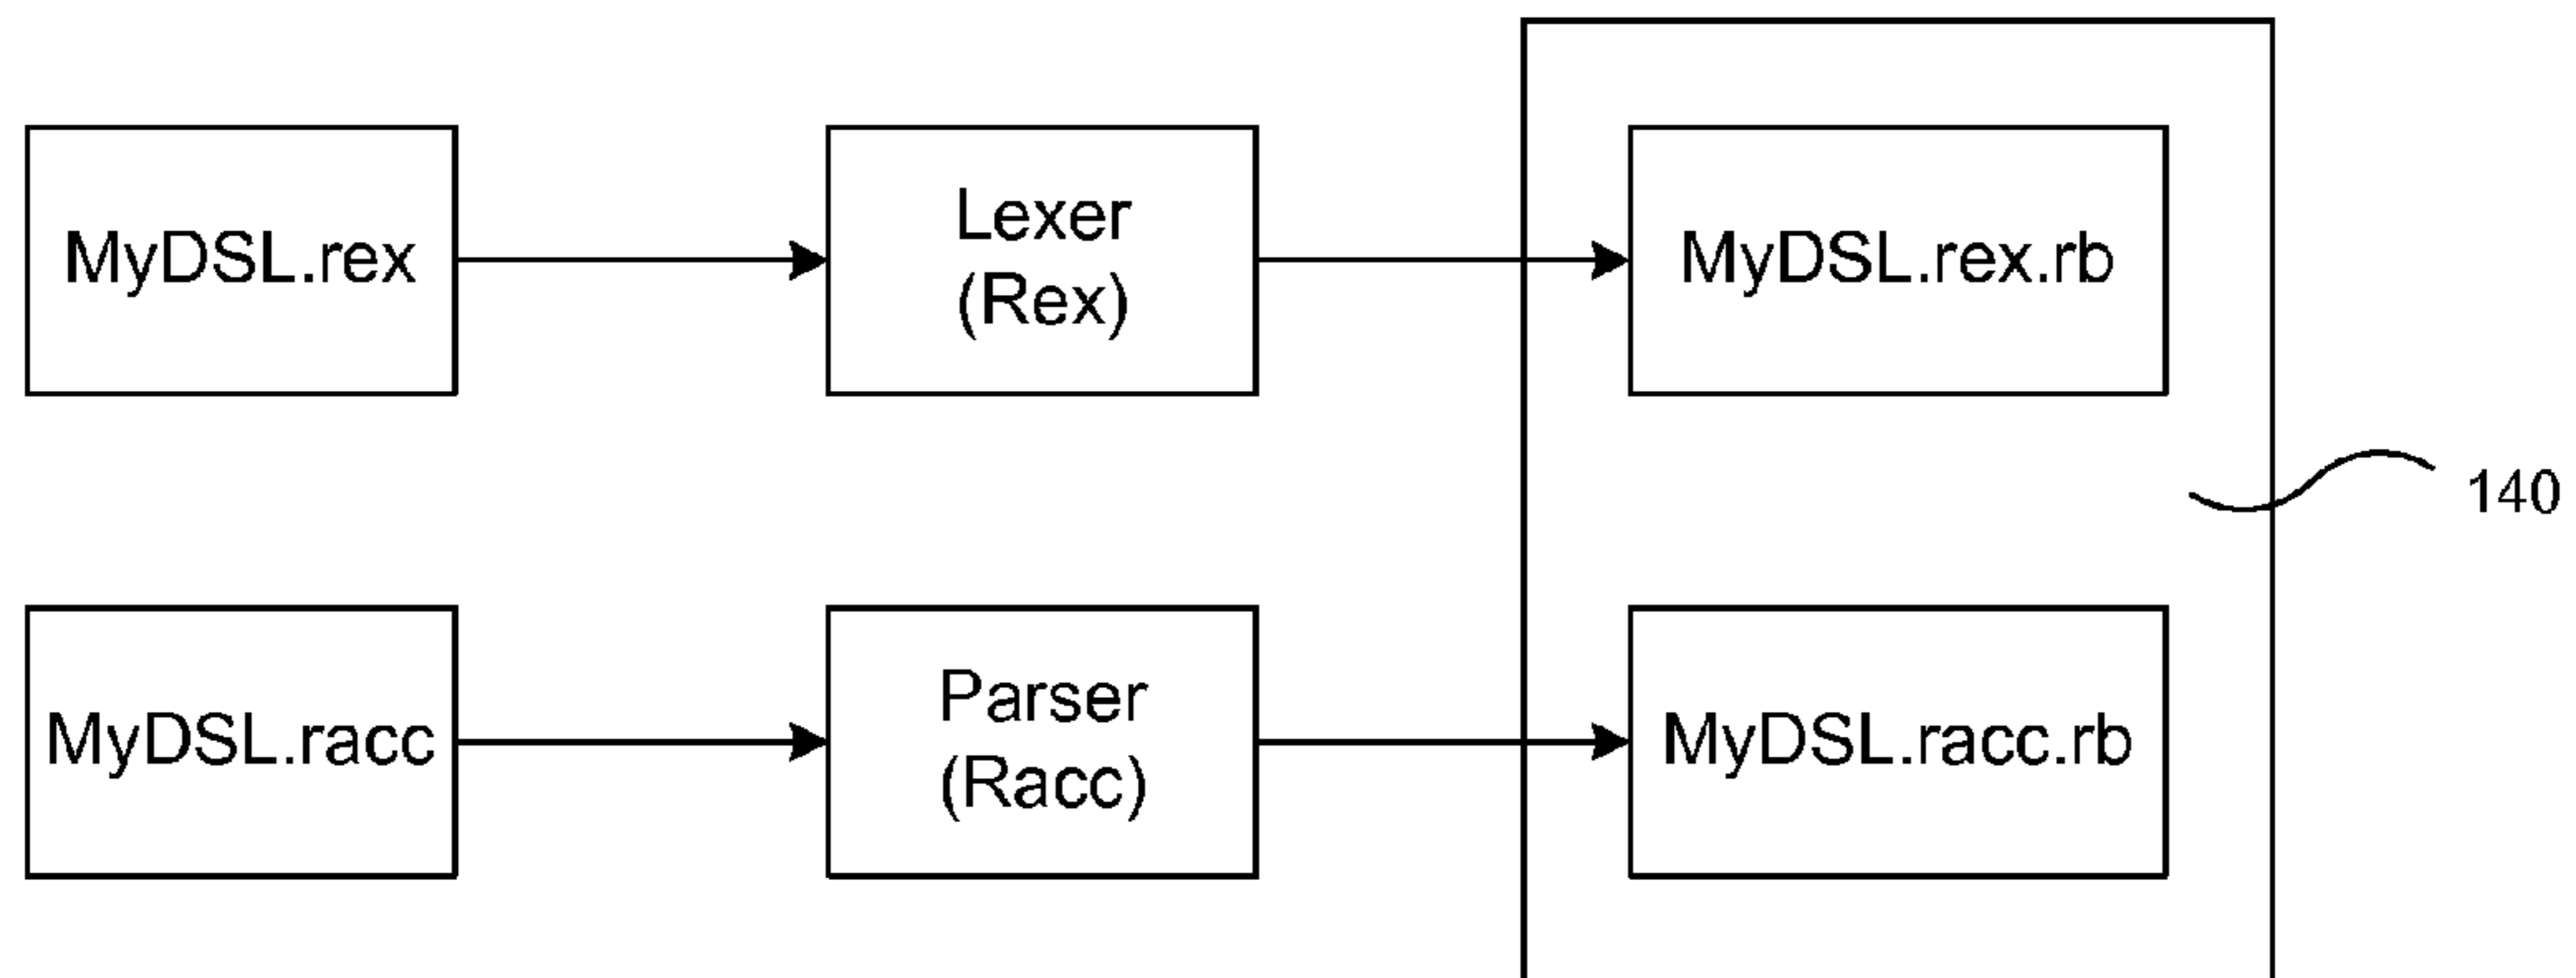 MyDSL.rex
Lexer
(Rex)
MyDSL.rex.rb
140
MyDSL.racc
Parser
(Racc)
MyDSL.racc.rb